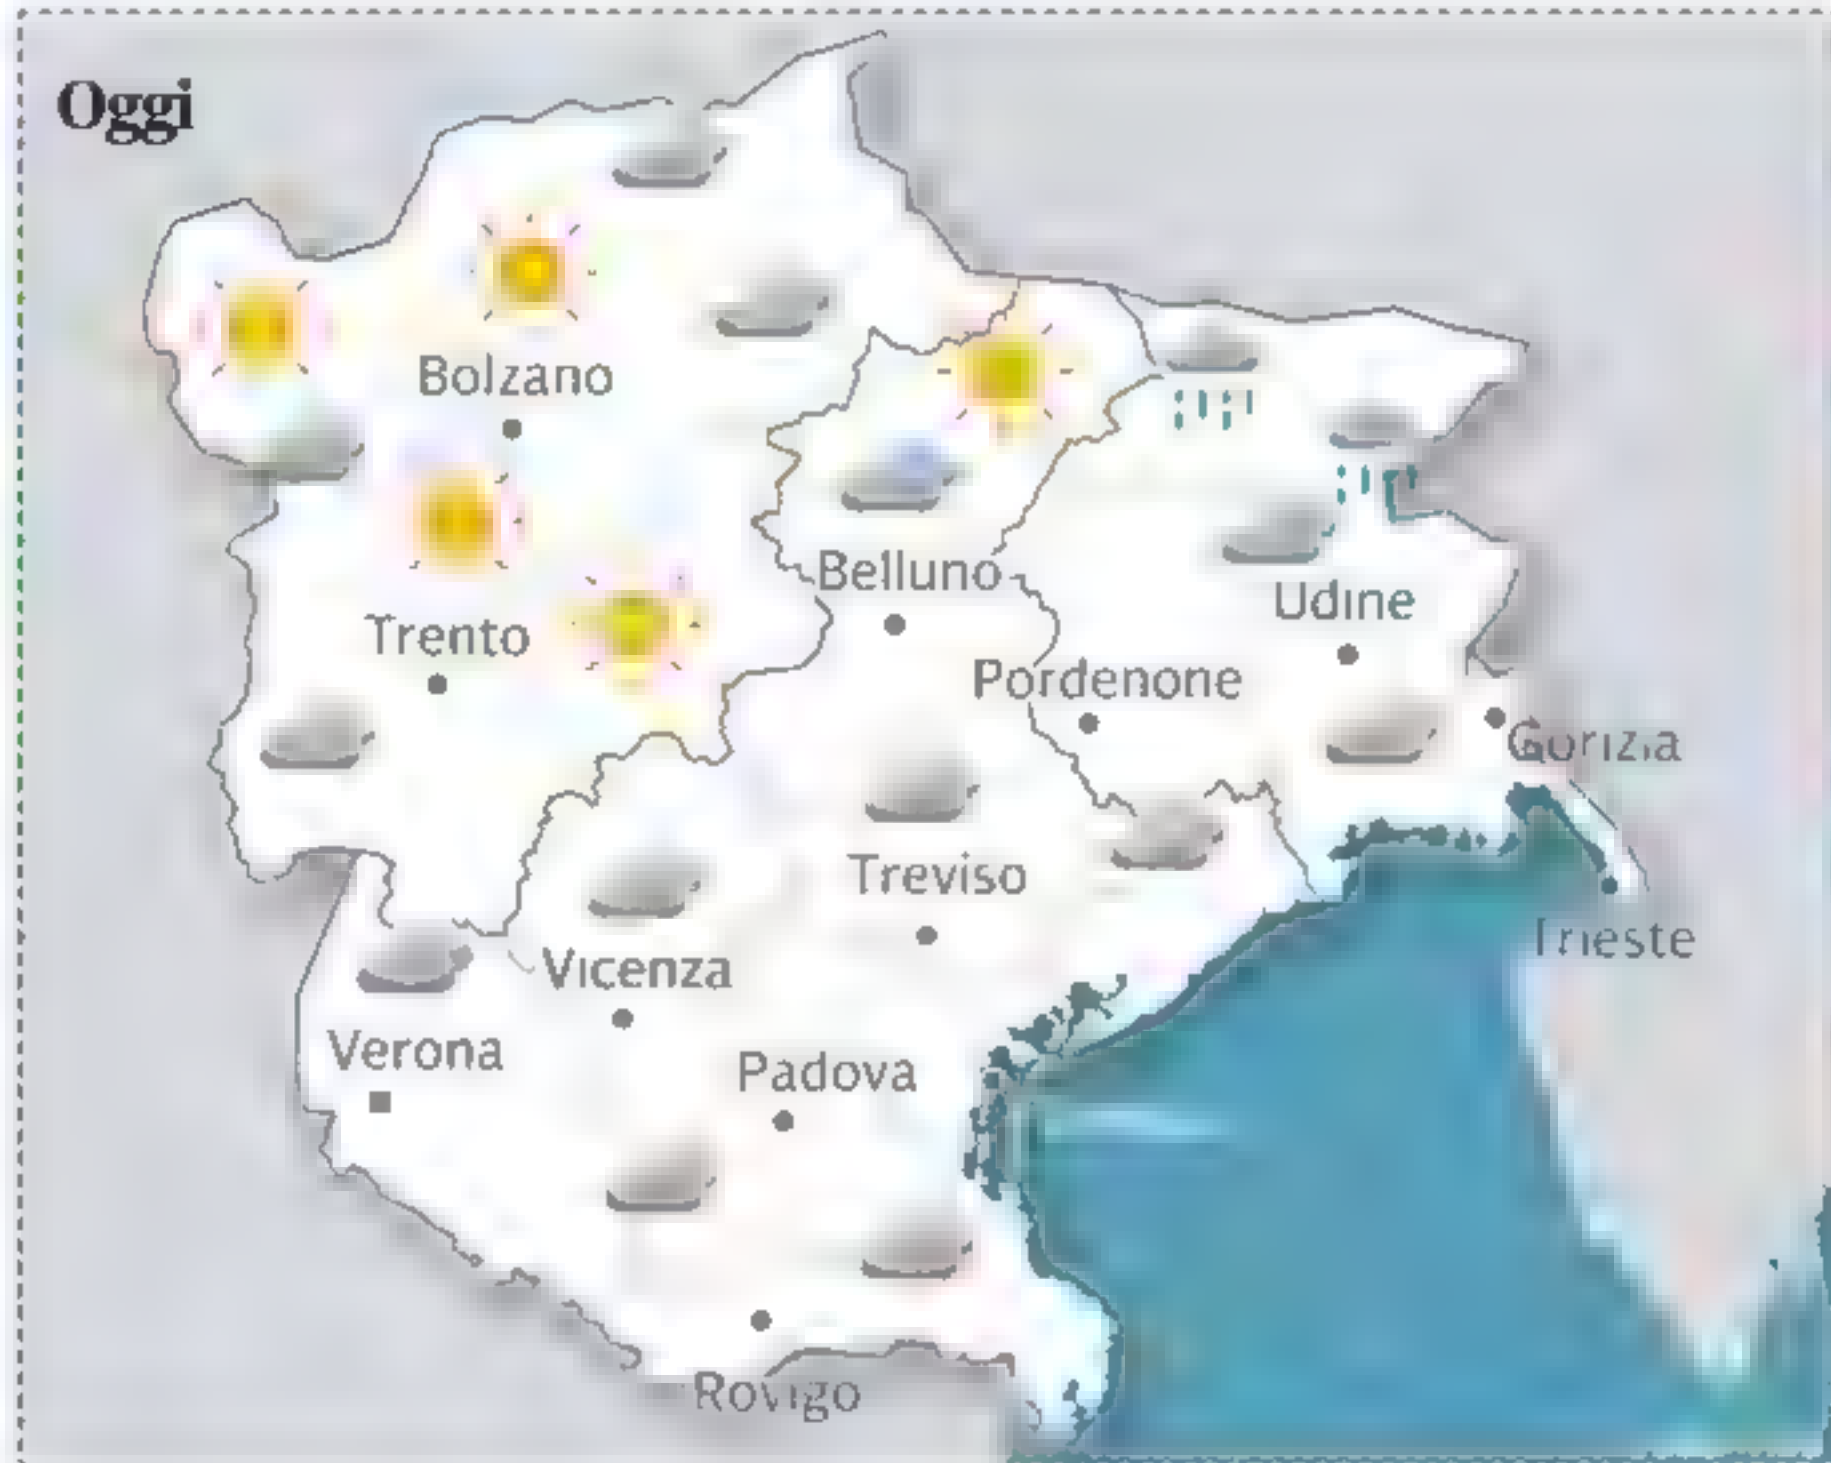 Oggi
Bolzano
Belluno
Udine
Trento
Pordenone
Gorizia
Treviso
Trieste
Vicenza
Verona
Padova
Rovigo